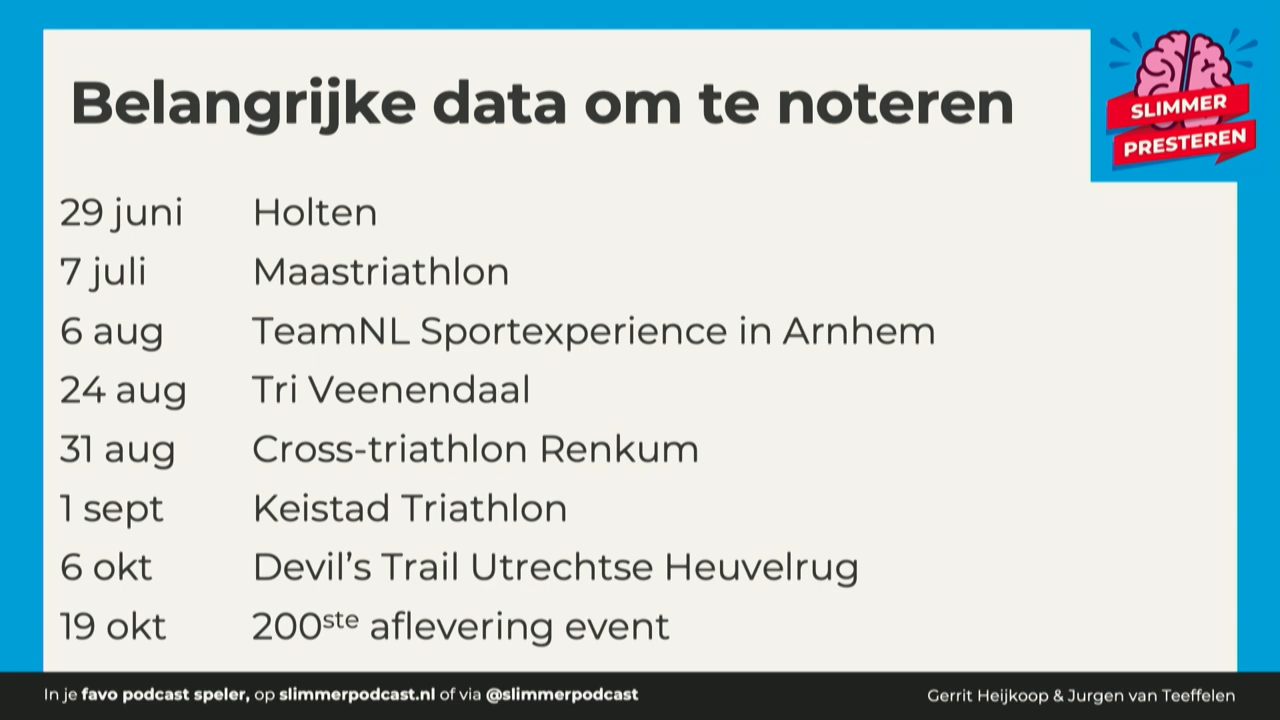 Belangrijke data om te noteren
SLIMMER
PRESTEREN
29 juni Holten
7 juli Maastriathlon
6 aug TeamNL Sportexperience in Arnhem
24 aug Tri Veenendaal
31 aug Cross-triathlon Renkum
1 sept Keistad Triathlon
6 okt Devil’s Trail Utrechtse Heuvelrug
19 okt 200ste aflevering event
In je favo podcast speler, op slimmerpodcast.nl of via @slimmerpodcast
Gerrit Heijkoop & Jurgen van Teeffelen